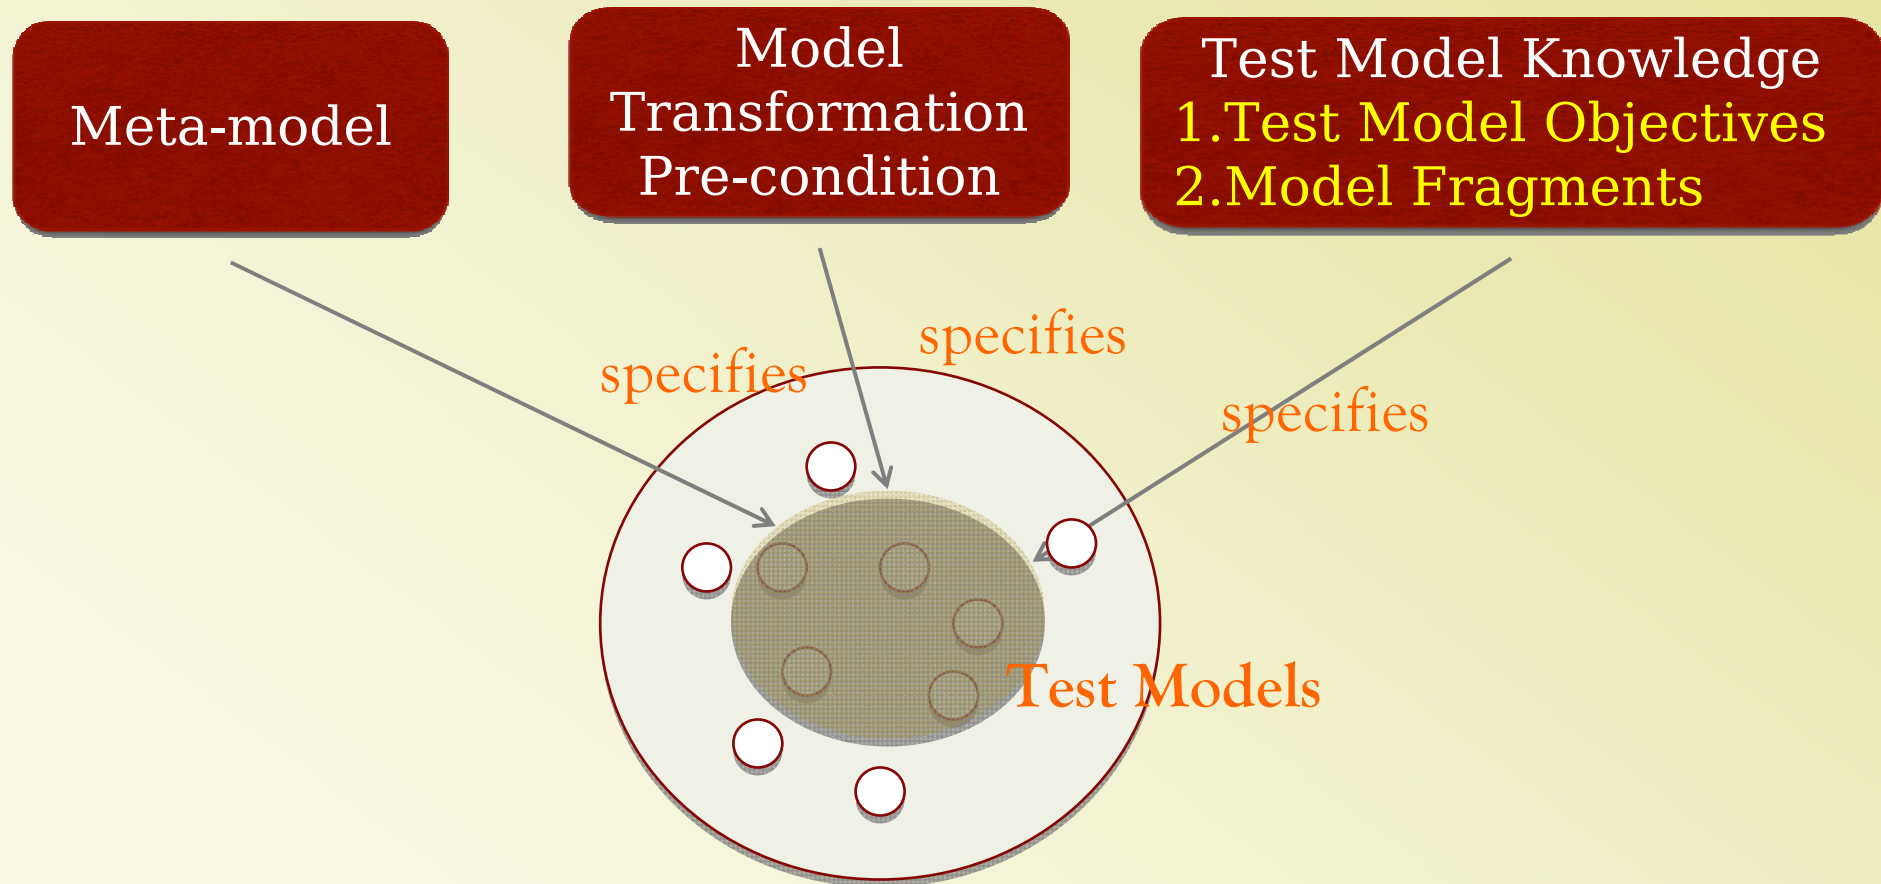 Meta-model
Model
Transformation
Pre-condition
Test Model Knowledge
1.Test Model Objectives
2.Model Fragments
specifies
specifies
specifies
Test Models